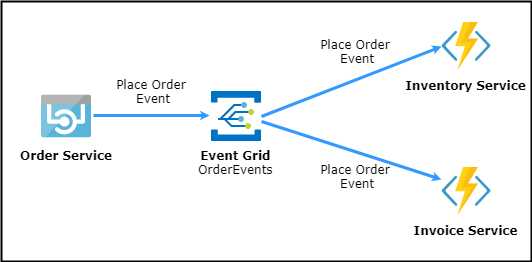 Place Order
Event
Order Service
Event Grid
OrderEvents
Place Order
Event
Inventory Service
Place Order
Event
Invoice Service